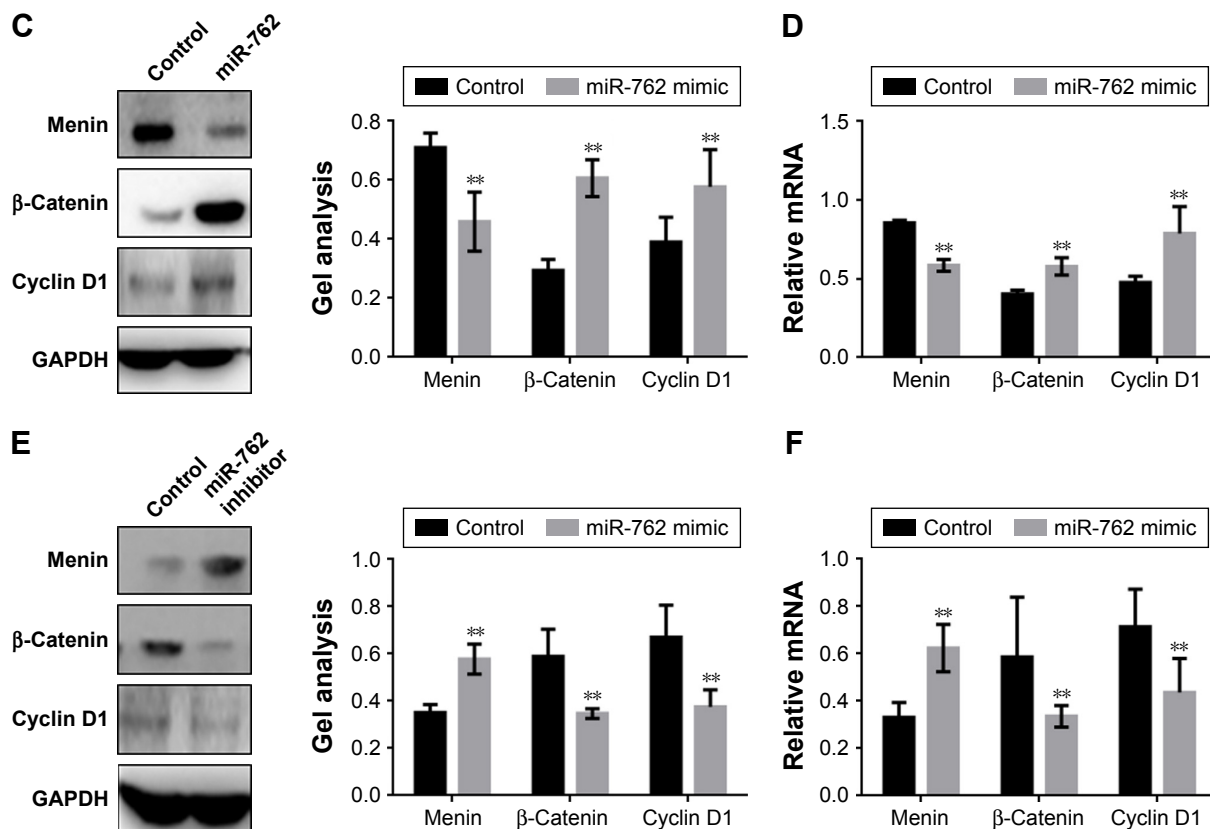 C
Control
miR-762
Menin
β-Catenin
Cyclin D1
GAPDH
Control
miR-762 mimic
Gel analysis
0.8
0.6
0.4
0.2
0.0
**
**
**
Menin
β-Catenin
Cyclin D1
D
Control
miR-762 mimic
Relative mRNA
1.5
1.0
0.5
0.0
**
**
**
Menin
β-Catenin
Cyclin D1
E
Control
miR-762
inhibitor
Menin
β-Catenin
Cyclin D1
GAPDH
Control
miR-762 mimic
Gel analysis
1.0
0.8
0.6
0.4
0.2
0.0
**
**
**
Menin
β-Catenin
Cyclin D1
F
Control
miR-762 mimic
Relative mRNA
1.0
0.8
0.6
0.4
0.2
0.0
**
**
**
Menin
β-Catenin
Cyclin D1